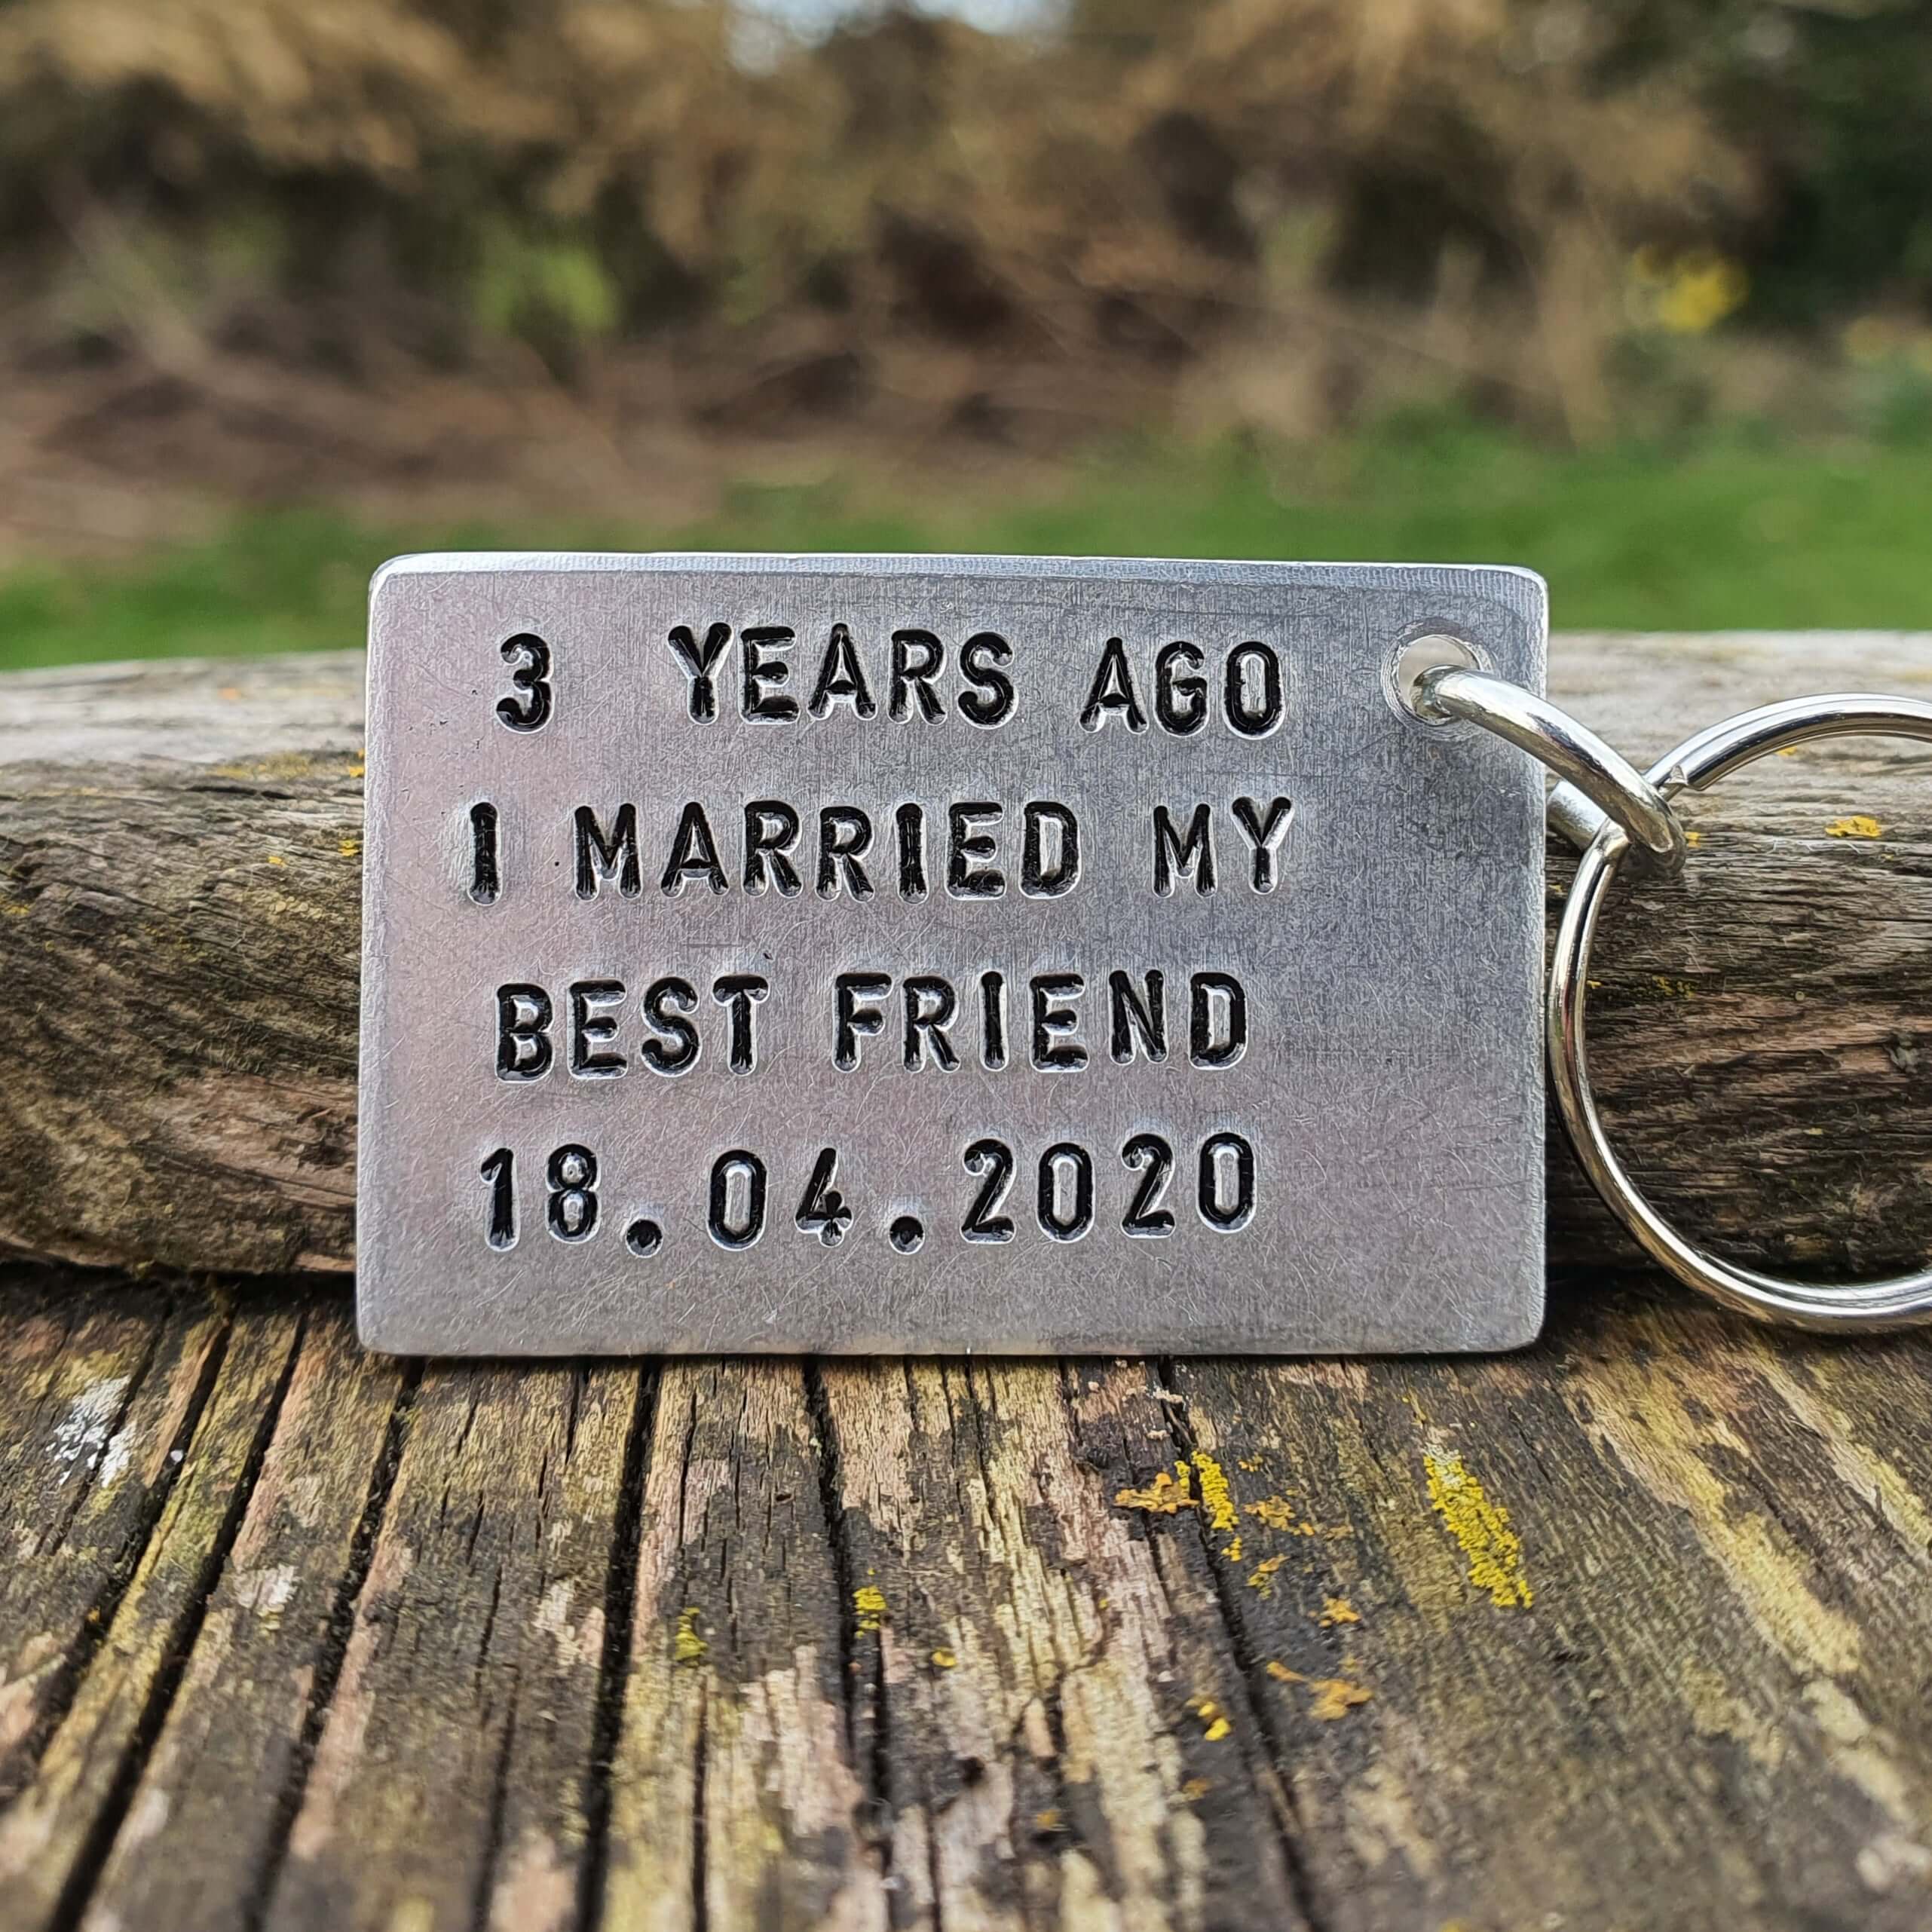 3 YEARS AGO
I MARRIED MY
BEST FRIEND
18.04.2020